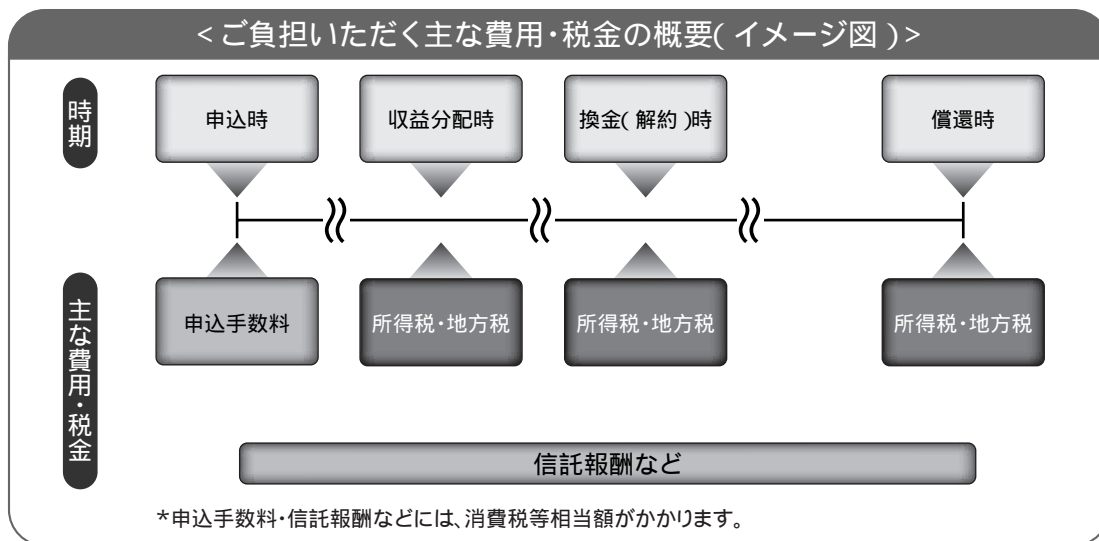 ＜ご負担いただく主な費用・税金の概要(イメージ図)＞
時期
申込時
収益分配時
換金(解約)時
償還時
主な費用・税金
申込手数料
所得税・地方税
所得税・地方税
所得税・地方税
信託報酬など
*申込手数料・信託報酬などには、消費税等相当額がかかります。